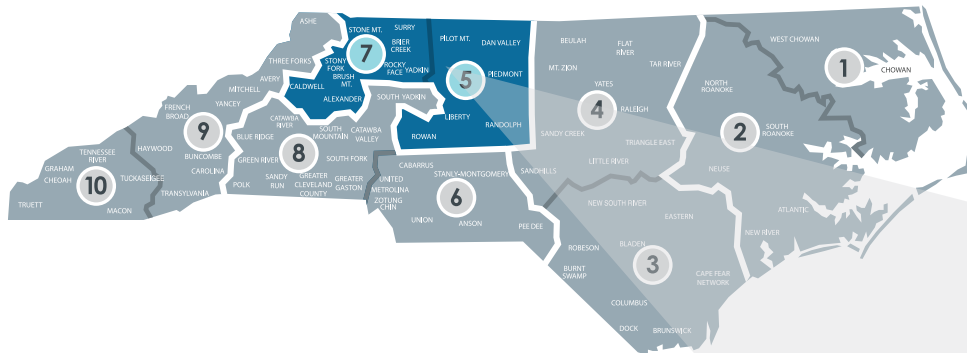 ASHE
THREE FORKS
AVERY
MITCHELL
YANCEY
FRENCH
BROAD
9
HAYWOOD
BUNCOMBE
CAROLINA
TRANSYLVANIA
TENNESSEE
RIVER
GRAHAM
CHEOAH
10
TUCKASEIGEE
TRUETT
MACON
STONE MT.
SURRY
7
BRIER
CREEK
STONY
FORK
ROCKY
FACE
YADKIN
BRUSH
MT.
CALDWELL
ALEXANDER
PILOT MT.
DAN VALLEY
5
PIEDMONT
LIBERTY
RANDOLPH
ROWAN
SOUTH YADKIN
CATAWBA
RIVER
SOUTH
MOUNTAIN
CATAWBA
VALLEY
BLUE RIDGE
8
GREEN RIVER
SOUTH FORK
POLK
SANDY
RUN
GREATER
CLEVELAND
COUNTY
GREATER
GASTON
CABARRUS
UNITED
STANLY-MONTGOMERY
METROLINA
ZOTUNG
CHIN
6
UNION
ANSON
PEE DEE
BEULAH
FLAT
RIVER
MT. ZION
TAR RIVER
YATES
4
RALEIGH
SANDY CREEK
TRIANGLE EAST
LITTLE RIVER
SANDHILLS
NEW SOUTH RIVER
EASTERN
ROBESON
BLADEN
3
BURNT
SWAMP
CAPE FEAR
NETWORK
COLUMBUS
DOCK
BRUNSWICK
WEST CHOWAN
1
CHOWAN
NORTH
ROANOKE
2
SOUTH
ROANOKE
NEUSE
ATLANTIC
NEW RIVER